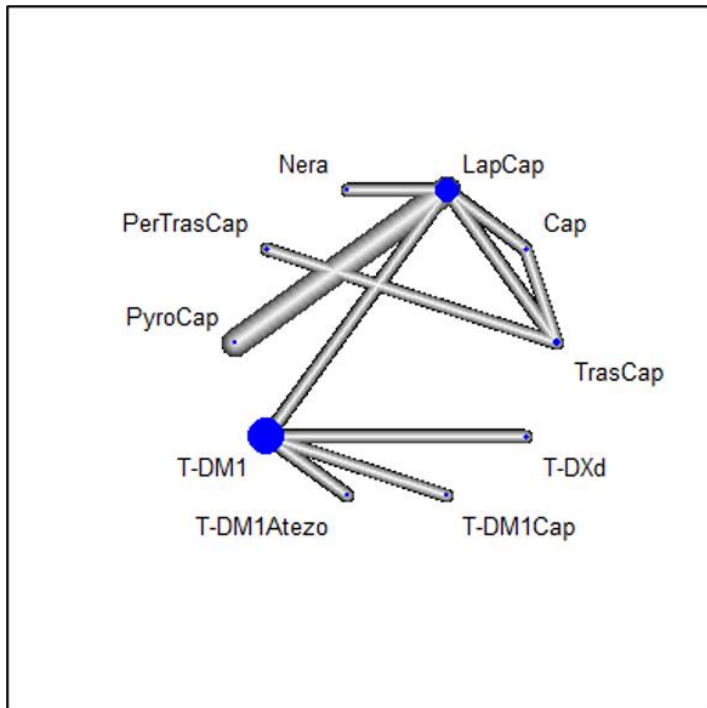 Nera LapCap
PerTrasCap Cap
PyroCap
TrasCap
T-DM1 T-DXd
T-DM1Atezo T-DM1Cap